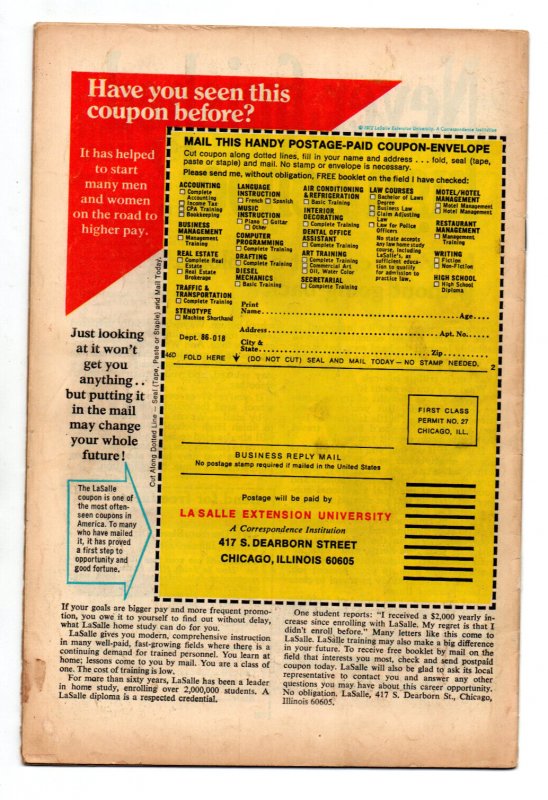 Have you seen this
coupon before?
© 1972 LaSalle Extension University, A Correspondence Institution
It has helped
to start
many men
and women
on the road to
higher pay.
MAIL THIS HANDY POSTAGE-PAID COUPON-ENVELOPE
Cut coupon along dotted lines, fill in your name and address . . . fold, seal (tape,
paste or staple) and mail. No stamp or envelope is necessary.
Please send me, without obligation, FREE booklet on the field I have checked:
ACCOUNTING
Complete
Accounting
Income Tax
CPA Training
Bookkeeping
BUSINESS
MANAGEMENT
Management
Training
REAL ESTATE
Complete Real
Estate
Real Estate
Brokerage
TRAFFIC &
TRANSPORTATION
Complete Training
STENOTYPE
Machine Shorthand
LANGUAGE
INSTRUCTION
French Spanish
MUSIC
INSTRUCTION
Piano Guitar
Other
COMPUTER
PROGRAMMING
Complete Training
DRAFTING
Complete Training
DIESEL
MECHANICS
Basic Training
AIR CONDITIONING
& REFRIGERATION
Basic Training
INTERIOR
DECORATING
Complete Training
DENTAL OFFICE
ASSISTANT
Complete Training
ART TRAINING
Complete Training
Commercial Art
Oil, Water Color
SECRETARIAL
Complete Training
LAW COURSES
Bachelor of Laws
Degree
Business Law
Claim Adjusting
Law
Law for Police
Officers
No state accepts
any law home study
course, including
LaSalle's, as
sufficient educa-
tion to qualify
for admission to
practice law.
MOTEL/HOTEL
MANAGEMENT
Motel Management
Hotel Management
RESTAURANT
MANAGEMENT
Management
Training
WRITING
Fiction
Non-Fiction
HIGH SCHOOL
High School
Diploma
Print
Name Age
Address Apt. No.
Dept. 86-018
City &
State Zip
46D FOLD HERE (DO NOT CUT) SEAL AND MAIL TODAY — NO STAMP NEEDED. 2
Cut Along Dotted Line — Seal (Tape, Paste or Staple) and Mail Today.
Just looking
at it won't
get you
anything . .
but putting it
in the mail
may change
your whole
future!
FIRST CLASS
PERMIT NO. 27
CHICAGO, ILL.
BUSINESS REPLY MAIL
No postage stamp required if mailed in the United States
Postage will be paid by
LA SALLE EXTENSION UNIVERSITY
A Correspondence Institution
417 S. DEARBORN STREET
CHICAGO, ILLINOIS 60605
The LaSalle
coupon is one of
the most often-
seen coupons in
America. To many
who have mailed
it, it has proved
a first step to
opportunity and
good fortune.
If your goals are bigger pay and more frequent promo-
tion, you owe it to yourself to find out without delay,
what LaSalle home study can do for you.
LaSalle gives you modern, comprehensive instruction
in many well-paid, fast-growing fields where there is a
continuing demand for trained personnel. You learn at
home; lessons come to you by mail. You are a class of
one. The cost of training is low.
For more than sixty years, LaSalle has been a leader
in home study, enrolling over 2,000,000 students. A
LaSalle diploma is a respected credential.
One student reports: "I received a $2,000 yearly in-
crease since enrolling with LaSalle. My regret is that I
didn't enroll before." Many letters like this come to
LaSalle. LaSalle training may also make a big difference
in your future. To receive free booklet by mail on the
field that interests you most, check and send postpaid
coupon today. LaSalle will also be glad to ask its local
representative to contact you and answer any other
questions you may have about this career opportunity.
No obligation. LaSalle, 417 S. Dearborn St., Chicago,
Illinois 60605.